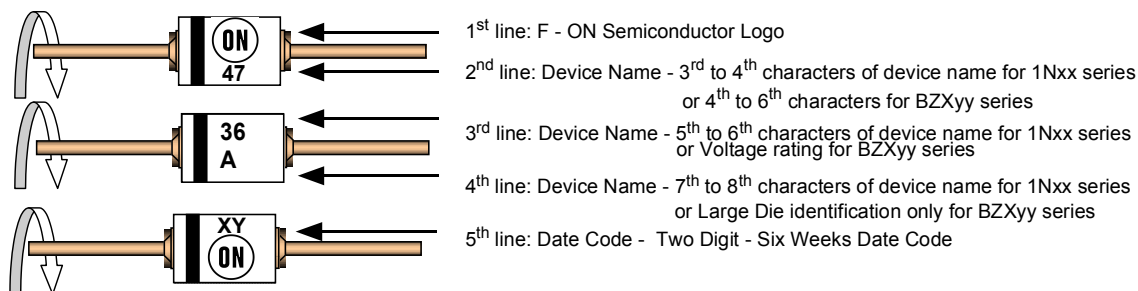 ON
47
36
A
XY
ON
1st line: F - ON Semiconductor Logo
2nd line: Device Name - 3rd to 4th characters of device name for 1Nxx series
or 4th to 6th characters for BZXyy series
3rd line: Device Name - 5th to 6th characters of device name for 1Nxx series
or Voltage rating for BZXyy series
4th line: Device Name - 7th to 8th characters of device name for 1Nxx series
or Large Die identification only for BZXyy series
5th line: Date Code - Two Digit - Six Weeks Date Code